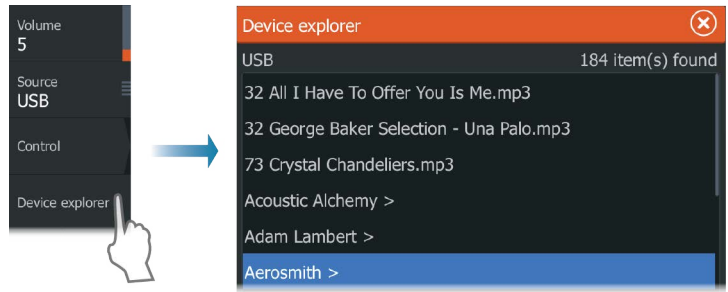 Volume
5
Source
USB
Control
Device explorer
Device explorer
USB 184 item(s) found
32 All I Have To Offer You Is Me.mp3
32 George Baker Selection - Una Palo.mp3
73 Crystal Chandeliers.mp3
Acoustic Alchemy >
Adam Lambert >
Aerosmith >